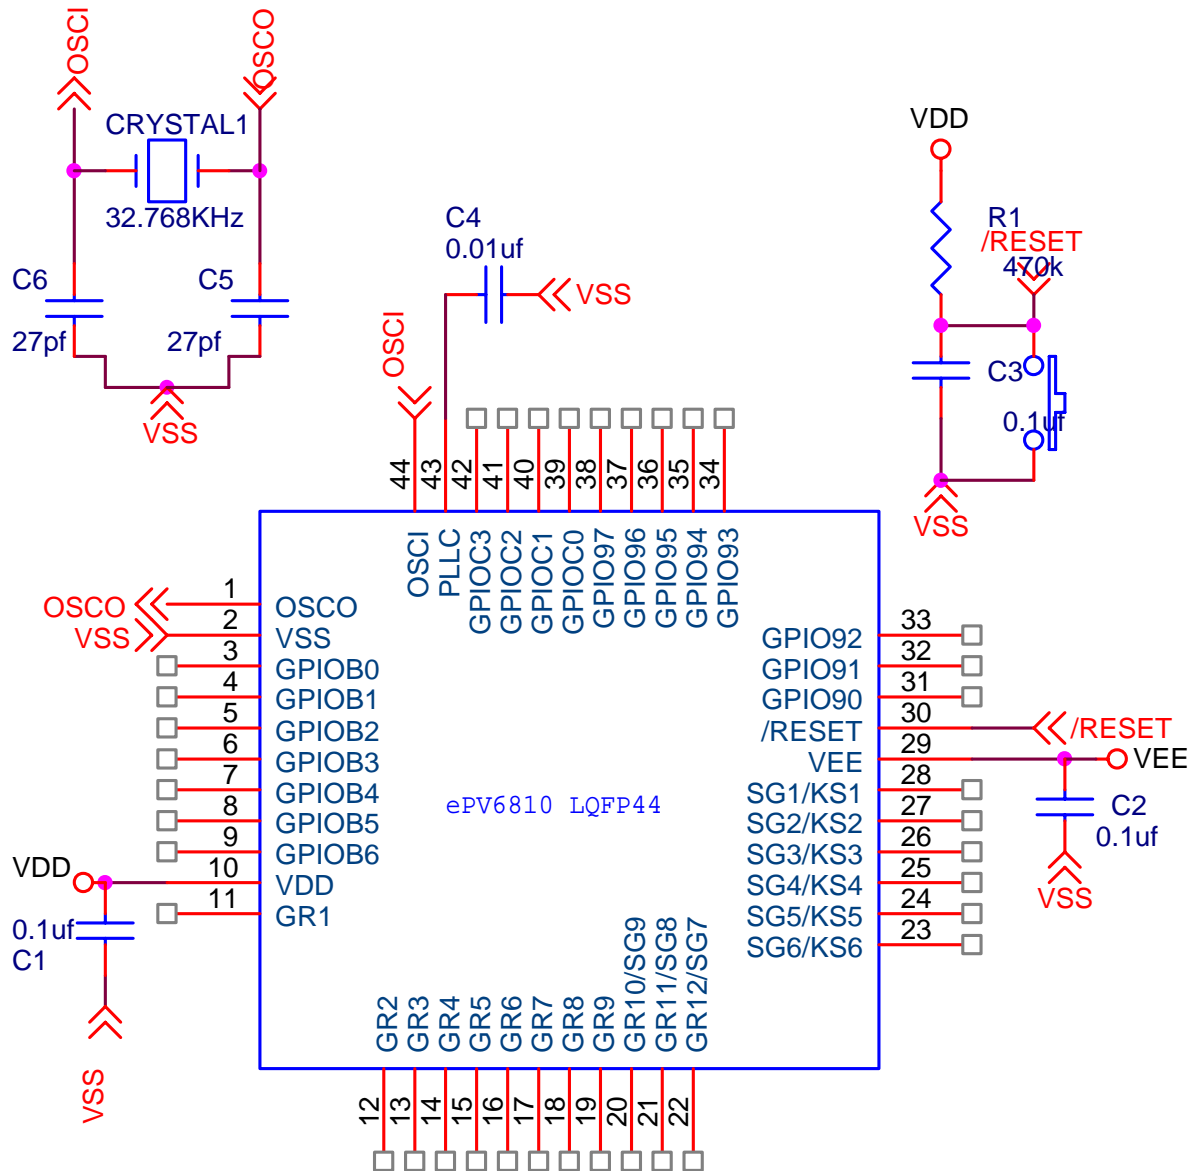 OSCI
OSCO
CRYSTAL1
32.768KHz
C6
27pf
C5
27pf
VSS
C4
0.01uf
VSS
OSCI
VDD
R1
/RESET
470k
C3
0.1uf
VSS
44
43
42
41
40
39
38
37
36
35
34
OSCI
PLLC
GPIOC3
GPIOC2
GPIOC1
GPIOC0
GPIO97
GPIO96
GPIO95
GPIO94
GPIO93
OSCO 1 OSCO
VSS 2 VSS
3 GPIOB0
4 GPIOB1
5 GPIOB2
6 GPIOB3
7 GPIOB4
8 GPIOB5
9 GPIOB6
VDD 10 VDD
11 GR1
0.1uf
C1
VSS
ePV6810 LQFP44
GPIO92 33
GPIO91 32
GPIO90 31
/RESET 30 /RESET
VEE 29 VEE
SG1/KS1 28
SG2/KS2 27
SG3/KS3 26
SG4/KS4 25
SG5/KS5 24
SG6/KS6 23
C2
0.1uf
VSS
GR2
GR3
GR4
GR5
GR6
GR7
GR8
GR9
GR10/SG9
GR11/SG8
GR12/SG7
12
13
14
15
16
17
18
19
20
21
22